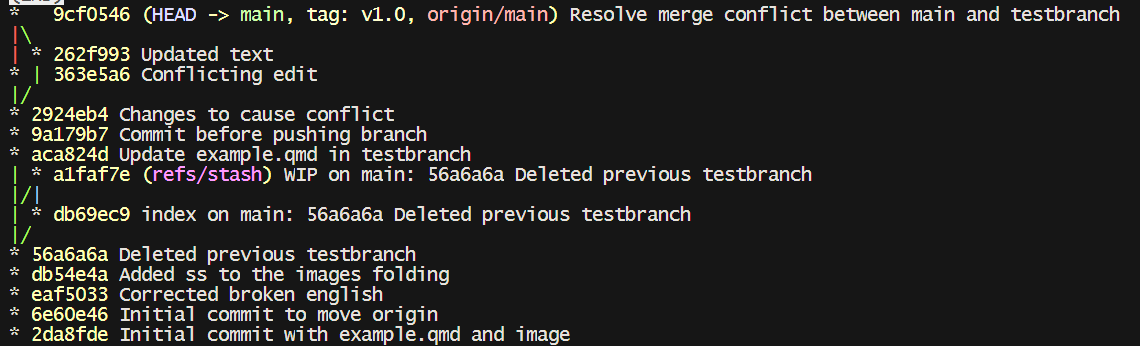 *   9cf0546 (HEAD -> main, tag: v1.0, origin/main) Resolve merge conflict between main and testbranch
|\
| * 262f993 Updated text
* | 363e5a6 Conflicting edit
|/
* 2924eb4 Changes to cause conflict
* 9a179b7 Commit before pushing branch
* aca824d Update example.qmd in testbranch
| * a1faf7e (refs/stash) WIP on main: 56a6a6a Deleted previous testbranch
|/|
| * db69ec9 index on main: 56a6a6a Deleted previous testbranch
|/
* 56a6a6a Deleted previous testbranch
* db54e4a Added ss to the images folding
* eaf5033 Corrected broken english
* 6e60e46 Initial commit to move origin
* 2da8fde Initial commit with example.qmd and image